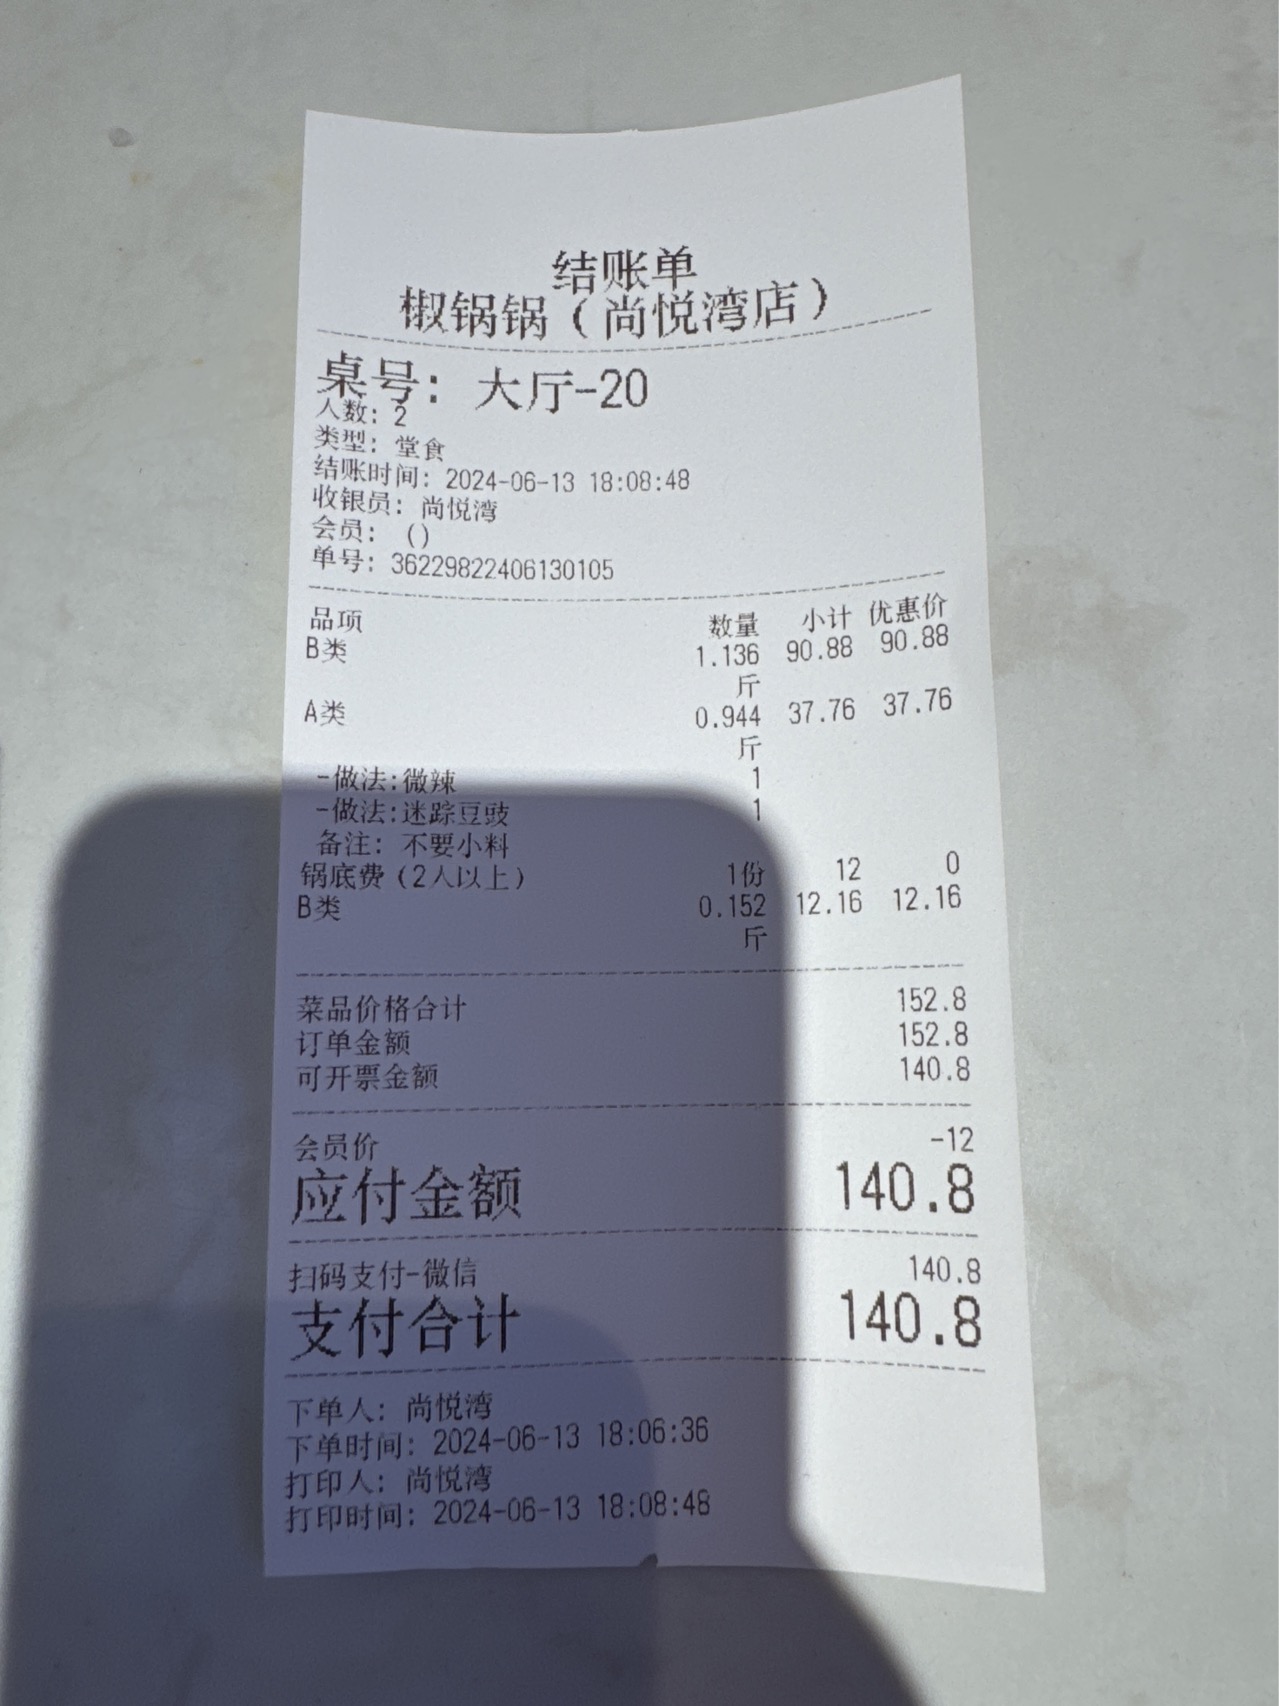 结账单
椒锅锅（尚悦湾店）
桌号： 大厅-20
人数: 2
类型: 堂食
结账时间: 2024-06-13 18:08:48
收银员: 尚悦湾
会员: ()
单号: 36229822406130105
品项 数量 小计 优惠价
B类 1.136 90.88 90.88
斤
A类 0.944 37.76 37.76
斤
-做法:微辣 1
-做法:迷踪豆豉 1
备注: 不要小料
锅底费（2人以上） 1份 12 0
B类 0.152 12.16 12.16
斤
菜品价格合计 152.8
订单金额 152.8
可开票金额 140.8
会员价 -12
应付金额 140.8
扫码支付-微信 140.8
支付合计 140.8
下单人: 尚悦湾
下单时间: 2024-06-13 18:06:36
打印人: 尚悦湾
打印时间: 2024-06-13 18:08:48